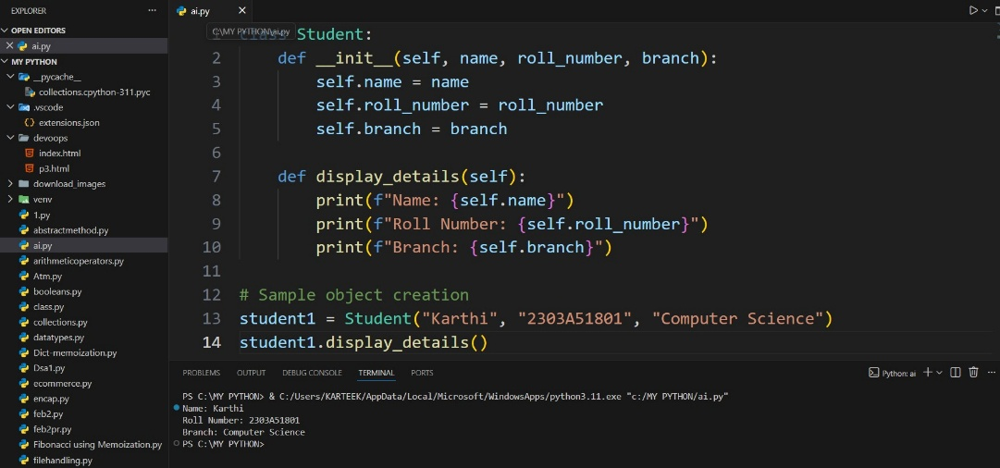 EXPLORER
···
OPEN EDITORS
ai.py
MY PYTHON
__pycache__
collections.cpython-311.pyc
.vscode
extensions.json
devoops
index.html
p3.html
download_images
venv
1.py
abstractmethod.py
ai.py
arithmeticoperators.py
Atm.py
booleans.py
class.py
collections.py
datatypes.py
Dict-memoization.py
Dsa1.py
ecommerce.py
encap.py
feb2.py
feb2pr.py
Fibonacci using Memoization.py
filehandling.py
ai.py
C:\MY PYTHON\ai.py
1 class Student:
2     def __init__(self, name, roll_number, branch):
3         self.name = name
4         self.roll_number = roll_number
5         self.branch = branch
6
7     def display_details(self):
8         print(f"Name: {self.name}")
9         print(f"Roll Number: {self.roll_number}")
10         print(f"Branch: {self.branch}")
11
12 # Sample object creation
13 student1 = Student("Karthi", "2303A51801", "Computer Science")
14 student1.display_details()
PROBLEMS OUTPUT DEBUG CONSOLE TERMINAL PORTS Python: ai ···
PS C:\MY PYTHON> & C:/Users/KARTEEK/AppData/Local/Microsoft/WindowsApps/python3.11.exe "c:/MY PYTHON/ai.py"
Name: Karthi
Roll Number: 2303A51801
Branch: Computer Science
PS C:\MY PYTHON>